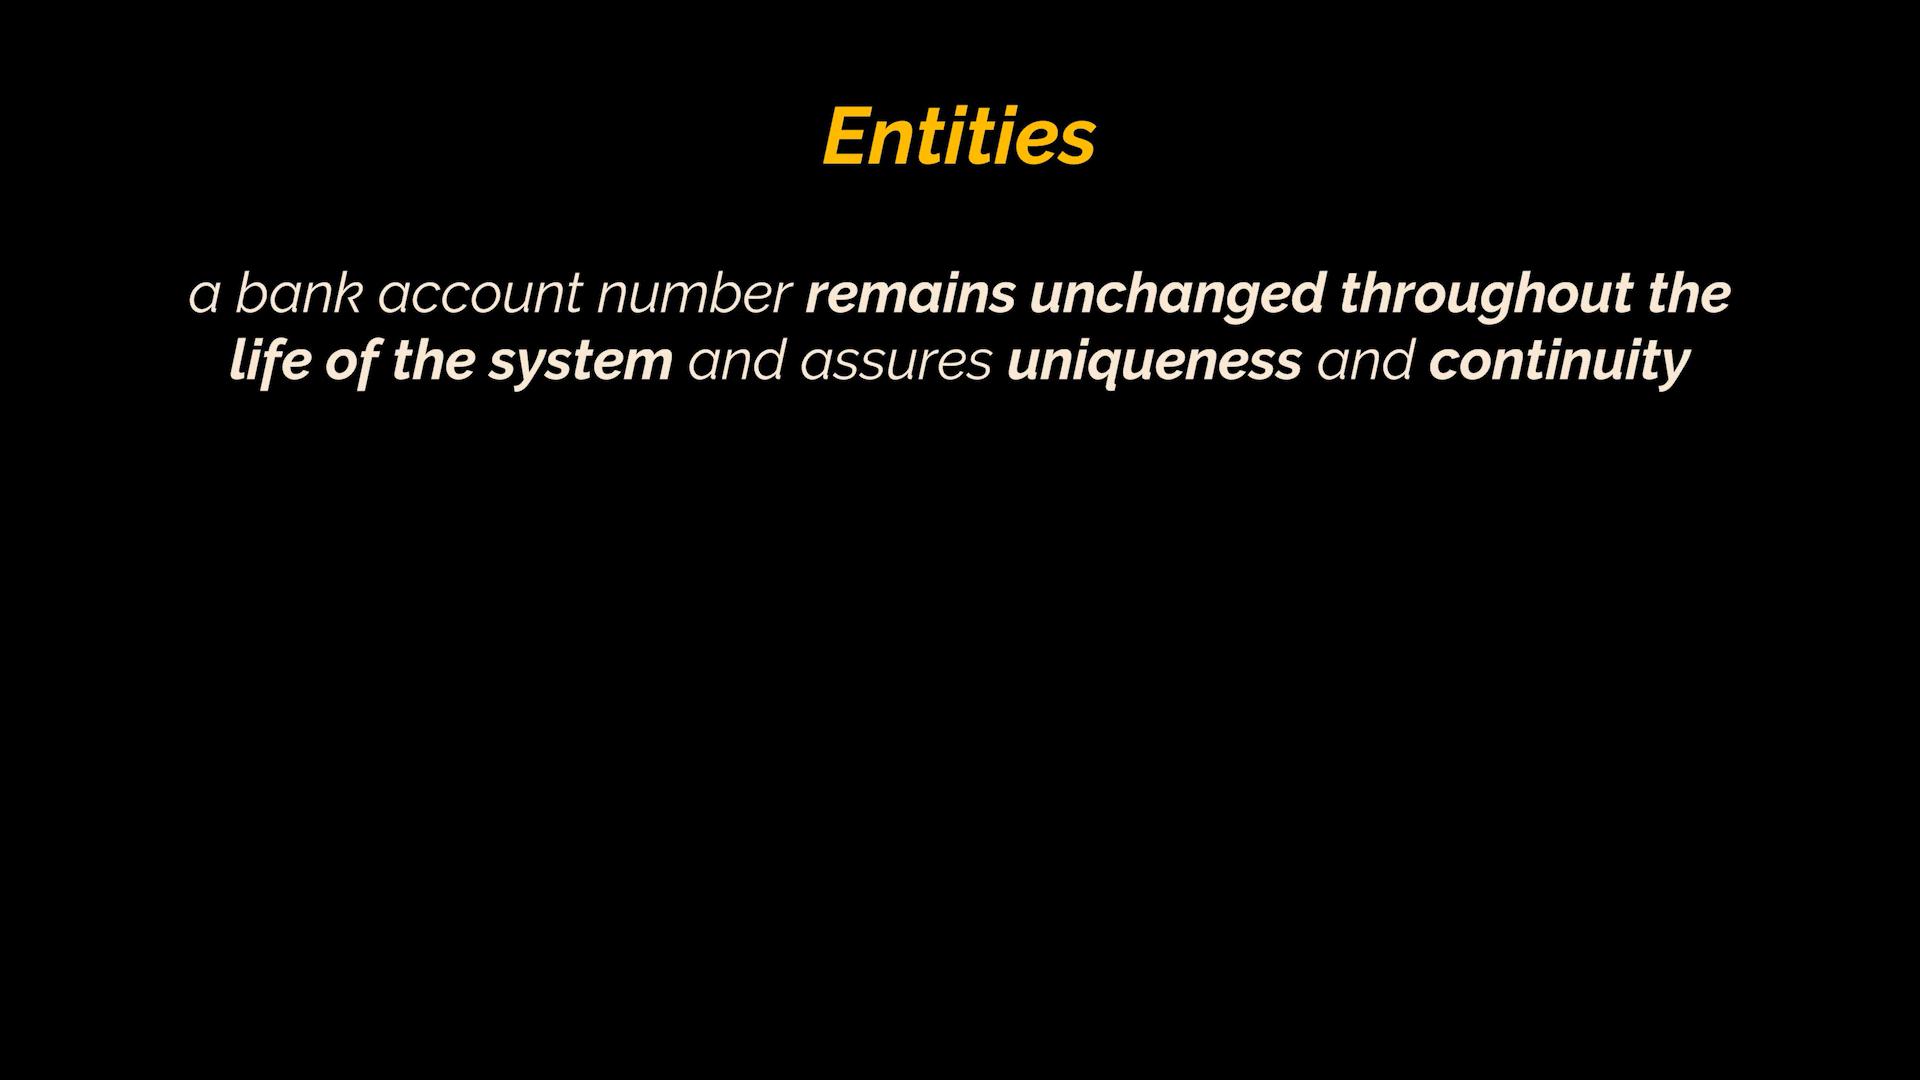 Entities
a bank account number remains unchanged throughout the
life of the system and assures uniqueness and continuity